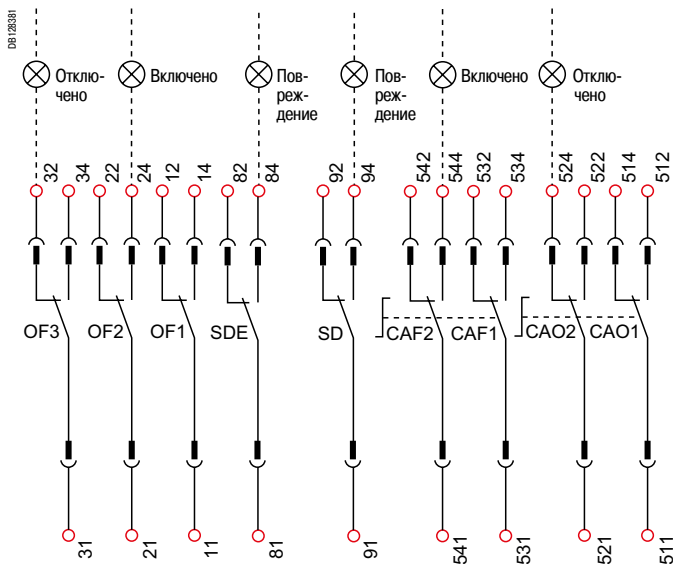 DB128381
Отклю-
чено
Включено
Пов-
реж-
дение
Пов-
реж-
дение
Включено
Отклю-
чено
32 34 22 24 12 14 82 84 92 94 542 544 532 534 524 522 514 512
OF3 OF2 OF1 SDE SD CAF2 CAF1 CAO2 CAO1
31 21 11 81 91 541 531 521 511